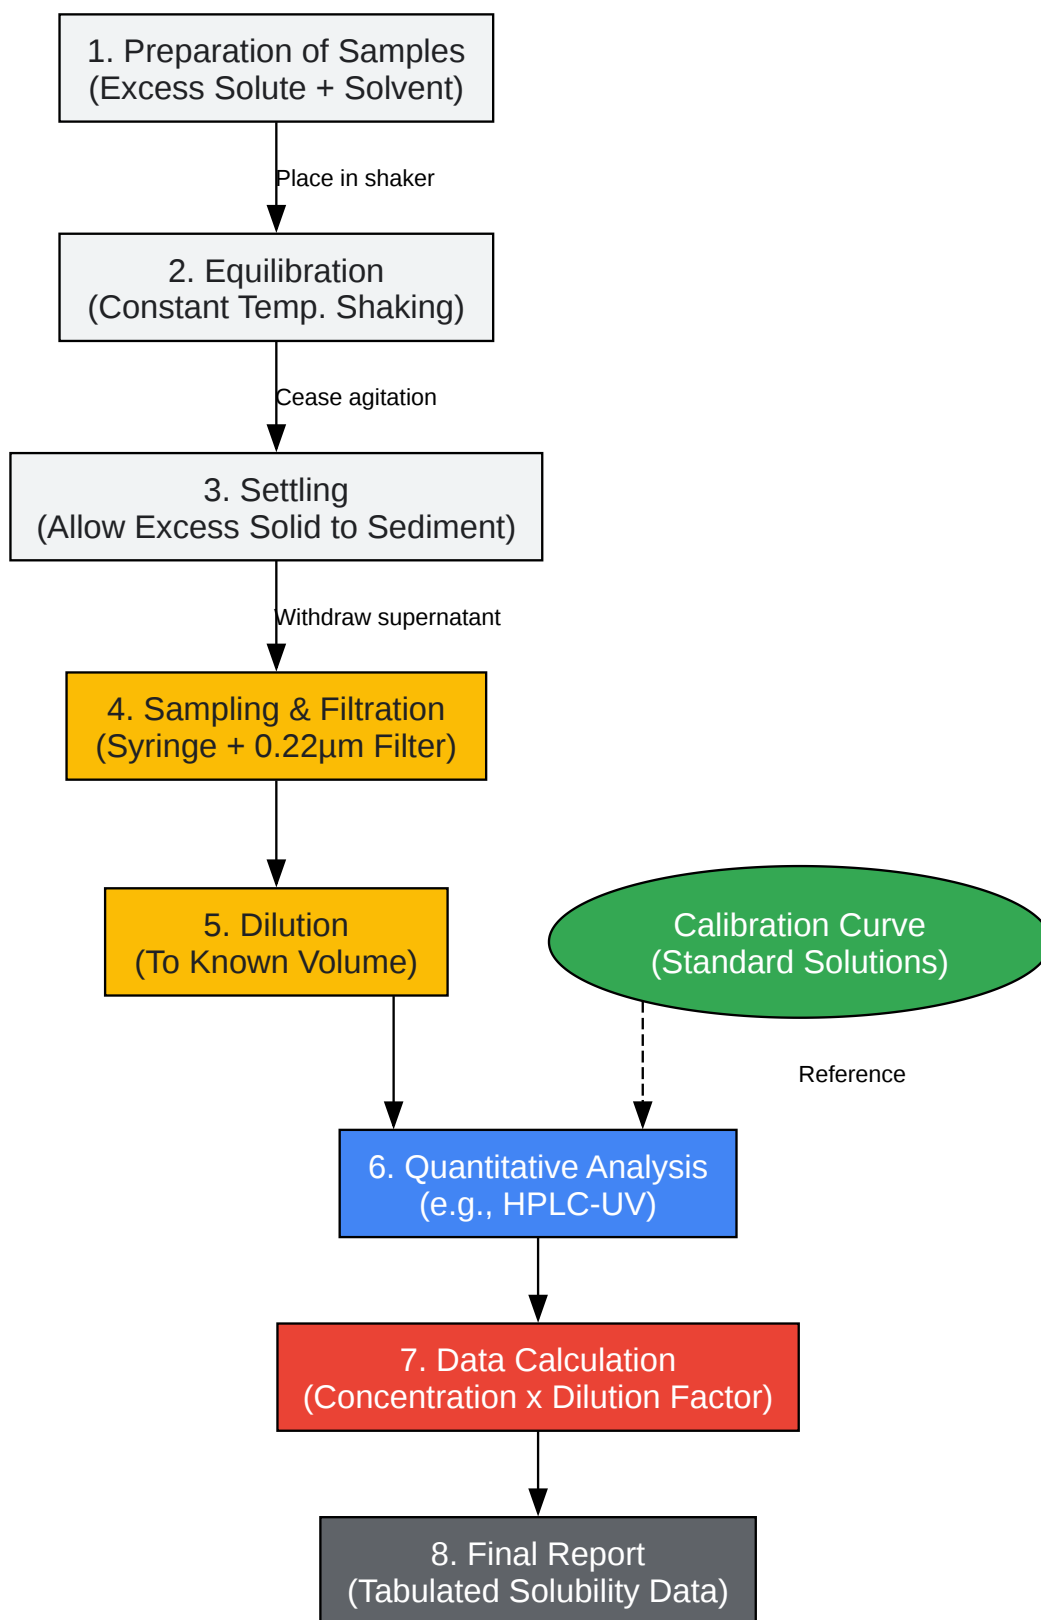 1. Preparation of Samples
(Excess Solute + Solvent)
Place in shaker
2. Equilibration
(Constant Temp. Shaking)
Cease agitation
3. Settling
(Allow Excess Solid to Sediment)
Withdraw supernatant
4. Sampling & Filtration
(Syringe + 0.22µm Filter)
5. Dilution
(To Known Volume)
Calibration Curve
(Standard Solutions)
Reference
6. Quantitative Analysis
(e.g., HPLC-UV)
7. Data Calculation
(Concentration x Dilution Factor)
8. Final Report
(Tabulated Solubility Data)